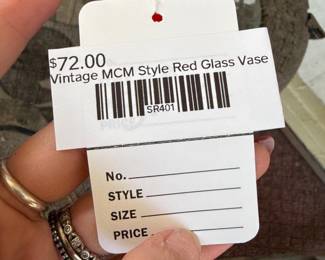 $72.00
Vintage MCM Style Red Glass Vase
SR401
No.
STYLE
SIZE
PRICE